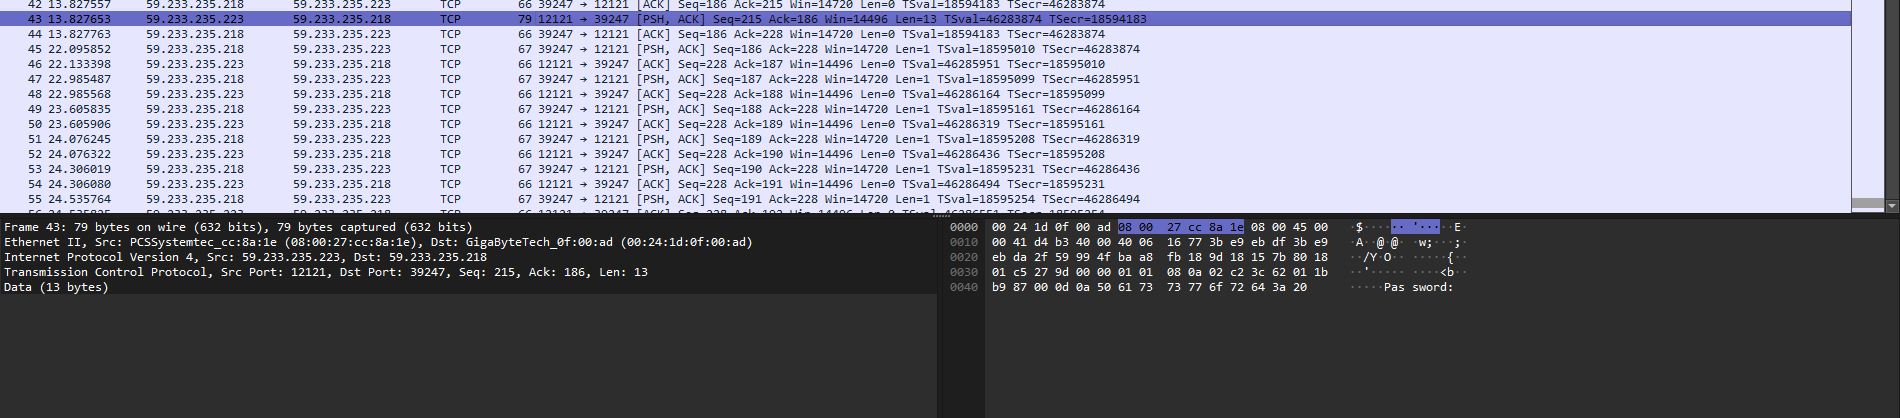 42 13.827557 59.233.235.218 59.233.235.223 TCP 66 39247 → 12121 [ACK] Seq=186 Ack=215 Win=14720 Len=0 TSval=18594183 TSecr=46283874
43 13.827653 59.233.235.223 59.233.235.218 TCP 79 12121 → 39247 [PSH, ACK] Seq=215 Ack=186 Win=14496 Len=13 TSval=46283874 TSecr=18594183
44 13.827763 59.233.235.218 59.233.235.223 TCP 66 39247 → 12121 [ACK] Seq=186 Ack=228 Win=14720 Len=0 TSval=18594183 TSecr=46283874
45 22.095852 59.233.235.218 59.233.235.223 TCP 67 39247 → 12121 [PSH, ACK] Seq=186 Ack=228 Win=14720 Len=1 TSval=18595010 TSecr=46283874
46 22.133398 59.233.235.223 59.233.235.218 TCP 66 12121 → 39247 [ACK] Seq=228 Ack=187 Win=14496 Len=0 TSval=46285951 TSecr=18595010
47 22.985487 59.233.235.218 59.233.235.223 TCP 67 39247 → 12121 [PSH, ACK] Seq=187 Ack=228 Win=14720 Len=1 TSval=18595099 TSecr=46285951
48 22.985568 59.233.235.223 59.233.235.218 TCP 66 12121 → 39247 [ACK] Seq=228 Ack=188 Win=14496 Len=0 TSval=46286164 TSecr=18595099
49 23.605835 59.233.235.218 59.233.235.223 TCP 67 39247 → 12121 [PSH, ACK] Seq=188 Ack=228 Win=14720 Len=1 TSval=18595161 TSecr=46286164
50 23.605906 59.233.235.223 59.233.235.218 TCP 66 12121 → 39247 [ACK] Seq=228 Ack=189 Win=14496 Len=0 TSval=46286319 TSecr=18595161
51 24.076245 59.233.235.218 59.233.235.223 TCP 67 39247 → 12121 [PSH, ACK] Seq=189 Ack=228 Win=14720 Len=1 TSval=18595208 TSecr=46286319
52 24.076322 59.233.235.223 59.233.235.218 TCP 66 12121 → 39247 [ACK] Seq=228 Ack=190 Win=14496 Len=0 TSval=46286436 TSecr=18595208
53 24.306019 59.233.235.218 59.233.235.223 TCP 67 39247 → 12121 [PSH, ACK] Seq=190 Ack=228 Win=14720 Len=1 TSval=18595231 TSecr=46286436
54 24.306080 59.233.235.223 59.233.235.218 TCP 66 12121 → 39247 [ACK] Seq=228 Ack=191 Win=14496 Len=0 TSval=46286494 TSecr=18595231
55 24.535764 59.233.235.218 59.233.235.223 TCP 67 39247 → 12121 [PSH, ACK] Seq=191 Ack=228 Win=14720 Len=1 TSval=18595254 TSecr=46286494
Frame 43: 79 bytes on wire (632 bits), 79 bytes captured (632 bits)
Ethernet II, Src: PCSSystemtec_cc:8a:1e (08:00:27:cc:8a:1e), Dst: GigaByteTech_0f:00:ad (00:24:1d:0f:00:ad)
Internet Protocol Version 4, Src: 59.233.235.223, Dst: 59.233.235.218
Transmission Control Protocol, Src Port: 12121, Dst Port: 39247, Seq: 215, Ack: 186, Len: 13
Data (13 bytes)
0000 00 24 1d 0f 00 ad 08 00 27 cc 8a 1e 08 00 45 00 ·$······ '·····E·
0010 00 41 d4 b3 40 00 40 06 16 77 3b e9 eb df 3b e9 ·A··@·@· ·w;···;·
0020 eb da 2f 59 99 4f ba a8 fb 18 9d 18 15 7b 80 18 ··/Y·O·· ·····{··
0030 01 c5 27 9d 00 00 01 01 08 0a 02 c2 3c 62 01 1b ··'····· ····<b··
0040 b9 87 00 0d 0a 50 61 73 73 77 6f 72 64 3a 20 ·····Pas sword: